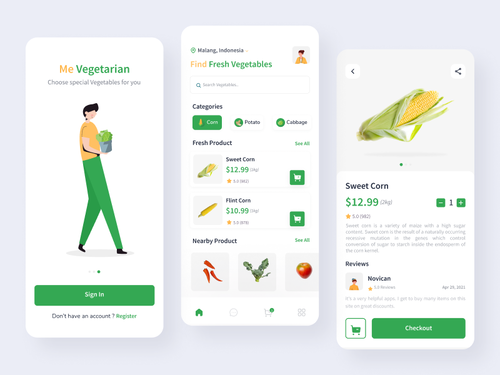 Me Vegetarian
Choose special Vegetables for you
Sign In
Don't have an account ? Register
Malang, Indonesia
Find Fresh Vegetables
Search Vegetables..
Categories
Corn
Potato
Cabbage
Fresh Product
See All
Sweet Corn
$12.99 (2kg)
5.0 (982)
Flint Corn
$10.99 (1kg)
5.0 (870)
Nearby Product
See All
Sweet Corn
$12.99 (2kg)
1
5.0 (982)
Sweet corn is a variety of maize with a high sugar
content. Sweet corn is the result of a naturally occurring
recessive mutation in the genes which control
conversion of sugar to starch inside the endosperm of
the corn kernel.
Reviews
Novican
5.0 Reviews
Apr 20, 2021
It's a very helpful apps, I get to buy many items on this
site on great discounts.
Checkout